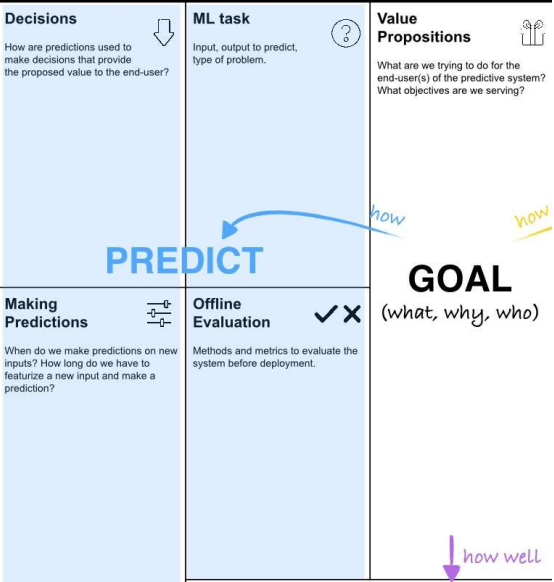 Decisions
How are predictions used to
make decisions that provide
the proposed value to the end-user?
ML task
Input, output to predict,
type of problem.
Value
Propositions
What are we trying to do for the
end-user(s) of the predictive system?
What objectives are we serving?
how
how
PREDICT
GOAL
(what, why, who)
Making
Predictions
When do we make predictions on new
inputs? How long do we have to
featurize a new input and make a
prediction?
Offline
Evaluation
Methods and metrics to evaluate the
system before deployment.
how well